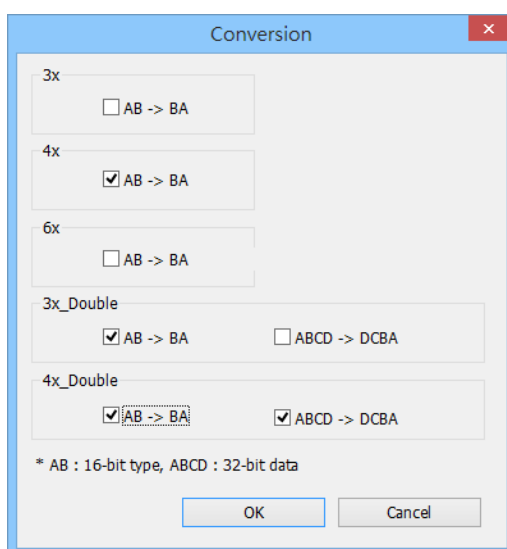 Conversion
3x
AB -> BA
4x
AB -> BA
6x
AB -> BA
3x_Double
AB -> BA ABCD -> DCBA
4x_Double
AB -> BA ABCD -> DCBA
* AB : 16-bit type, ABCD : 32-bit data
OK Cancel